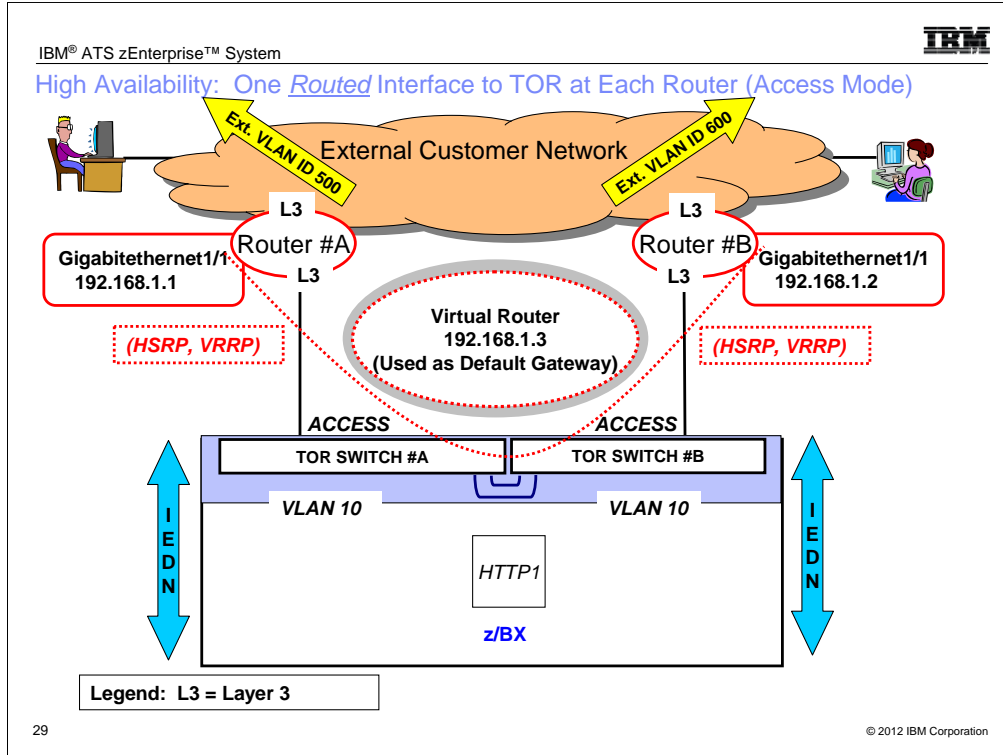 IBM® ATS zEnterprise™ System
IBM
High Availability: One Routed Interface to TOR at Each Router (Access Mode)
Ext. VLAN ID 500
External Customer Network
Ext. VLAN ID 600
L3
Router #A
L3
L3
Router #B
L3
Gigabitethernet1/1
192.168.1.1
Gigabitethernet1/1
192.168.1.2
(HSRP, VRRP)
Virtual Router
192.168.1.3
(Used as Default Gateway)
(HSRP, VRRP)
ACCESS
ACCESS
TOR SWITCH #A
TOR SWITCH #B
VLAN 10
VLAN 10
IEDN
IEDN
HTTP1
z/BX
Legend: L3 = Layer 3
29
© 2012 IBM Corporation